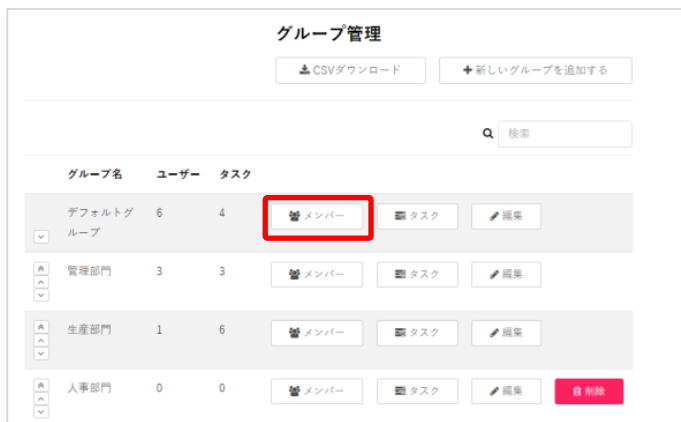 グループ管理
CSVダウンロード 新しいグループを追加する
検索
グループ名 ユーザー タスク
デフォルトグ 6 4 メンバー タスク 編集
ループ
管理部門 3 3 メンバー タスク 編集
生産部門 1 6 メンバー タスク 編集
人事部門 0 0 メンバー タスク 編集 削除